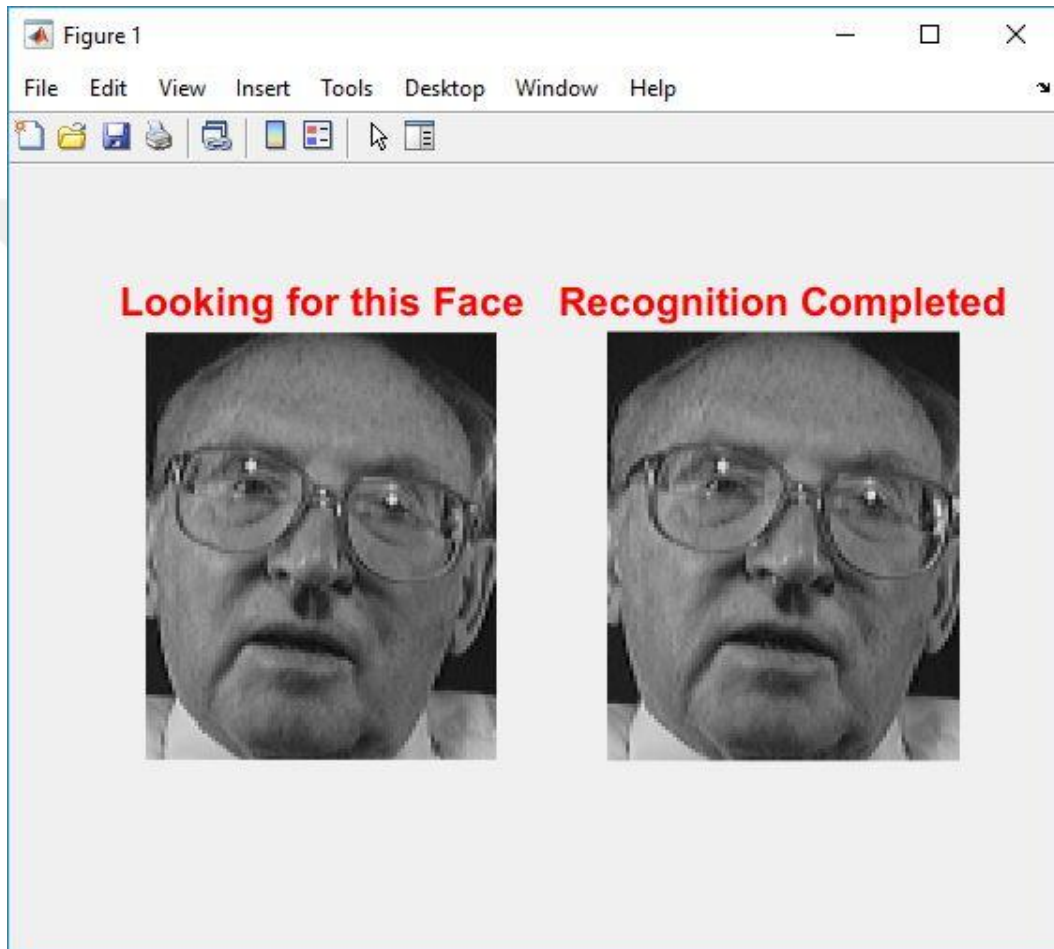 Figure 1
File Edit View Insert Tools Desktop Window Help
Looking for this Face Recognition Completed